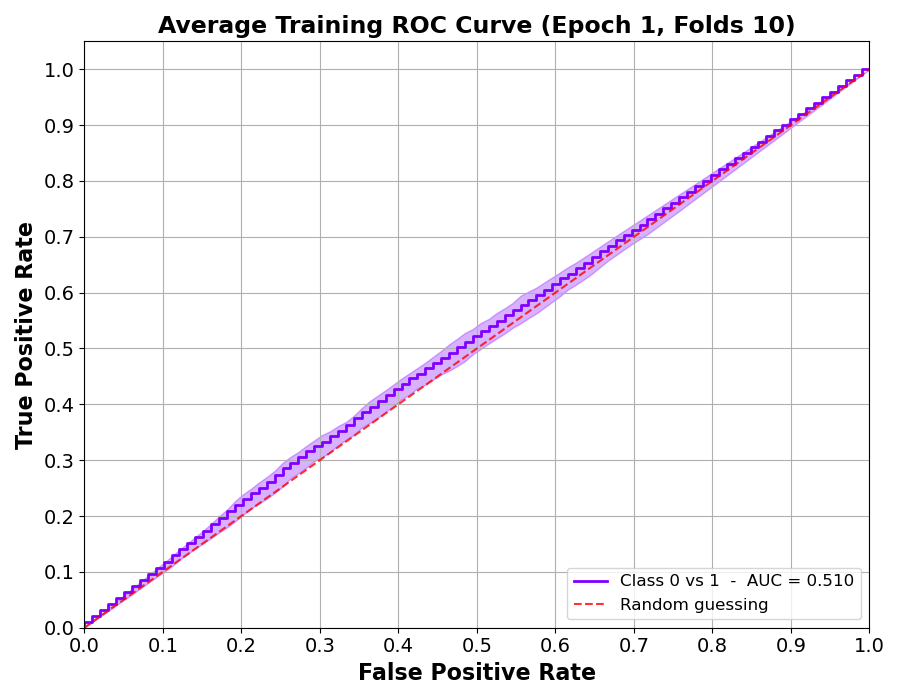 Average Training ROC Curve (Epoch 1, Folds 10)
True Positive Rate
1.0
0.9
0.8
0.7
0.6
0.5
0.4
0.3
0.2
0.1
0.0
Class 0 vs 1 - AUC = 0.510
Random guessing
0.0 0.1 0.2 0.3 0.4 0.5 0.6 0.7 0.8 0.9 1.0
False Positive Rate